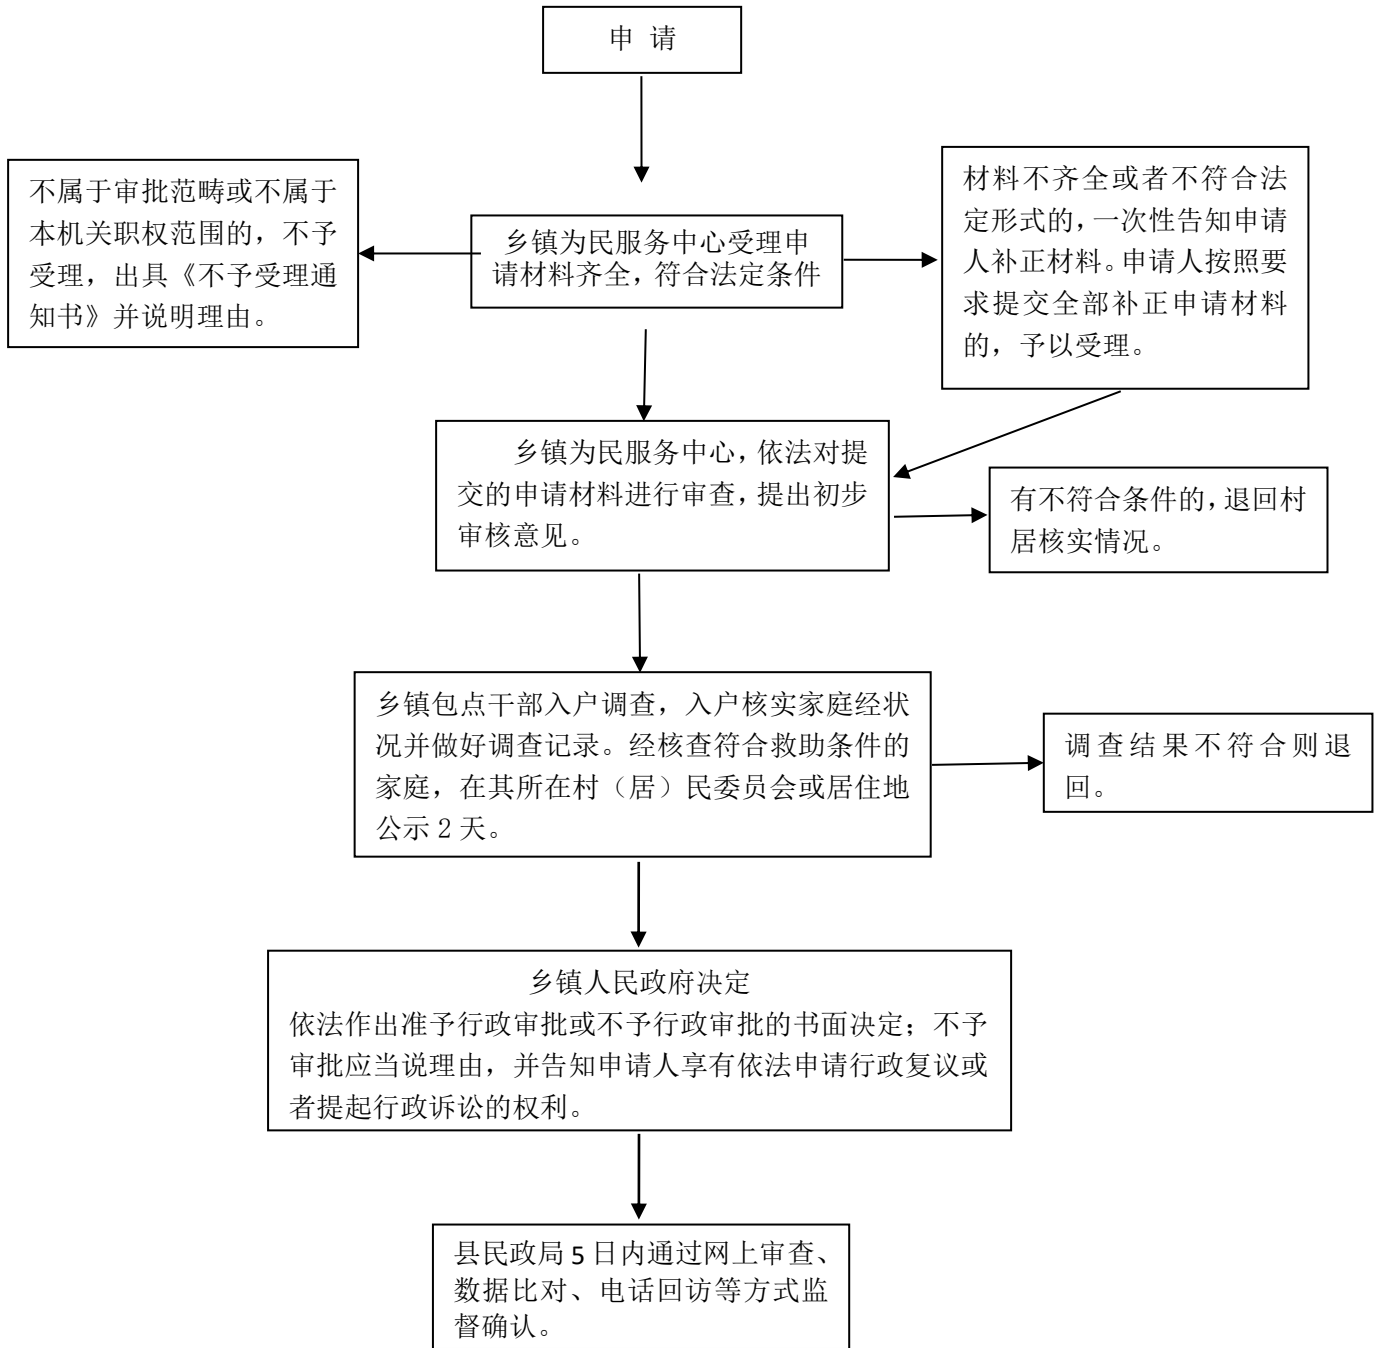 申 请
不属于审批范畴或不属于
本机关职权范围的，不予
受理，出具《不予受理通
知书》并说明理由。
乡镇为民服务中心受理申
请材料齐全，符合法定条件
材料不齐全或者不符合法
定形式的，一次性告知申请
人补正材料。申请人按照要
求提交全部补正申请材料
的，予以受理。
乡镇为民服务中心，依法对提
交的申请材料进行审查，提出初步
审核意见。
有不符合条件的，退回村
居核实情况。
乡镇包点干部入户调查，入户核实家庭经状
况并做好调查记录。经核查符合救助条件的
家庭，在其所在村（居）民委员会或居住地
公示 2 天。
调查结果不符合则退
回。
乡镇人民政府决定
依法作出准予行政审批或不予行政审批的书面决定；不予
审批应当说理由，并告知申请人享有依法申请行政复议或
者提起行政诉讼的权利。
县民政局 5 日内通过网上审查、
数据比对、电话回访等方式监
督确认。